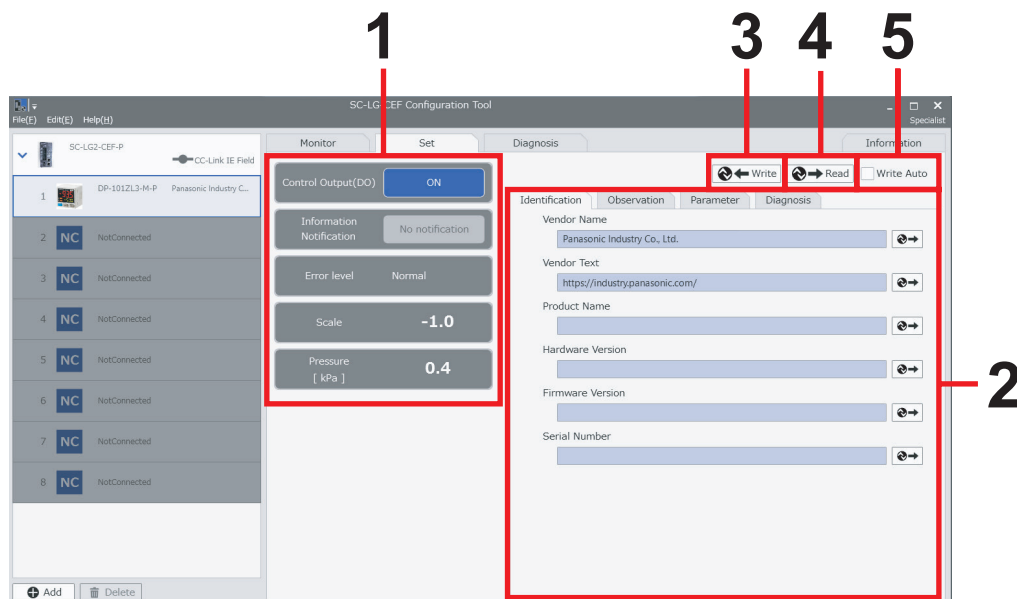 1
3 4 5
SC-LG2-CEF Configuration Tool
File(F) Edit(E) Help(H)
Specialist
SC-LG2-CEF-P
CC-Link IE Field
1 DP-101ZL3-M-P Panasonic Industry C...
2 NC NotConnected
3 NC NotConnected
4 NC NotConnected
5 NC NotConnected
6 NC NotConnected
7 NC NotConnected
8 NC NotConnected
Add Delete
Monitor Set Diagnosis Information
Control Output(DO) ON
Information
Notification
No notification
Error level Normal
Scale -1.0
Pressure
[ kPa ]
0.4
Write Read Write Auto
Identification Observation Parameter Diagnosis
Vendor Name
Panasonic Industry Co., Ltd.
Vendor Text
https://industry.panasonic.com/
Product Name
Hardware Version
Firmware Version
Serial Number
2